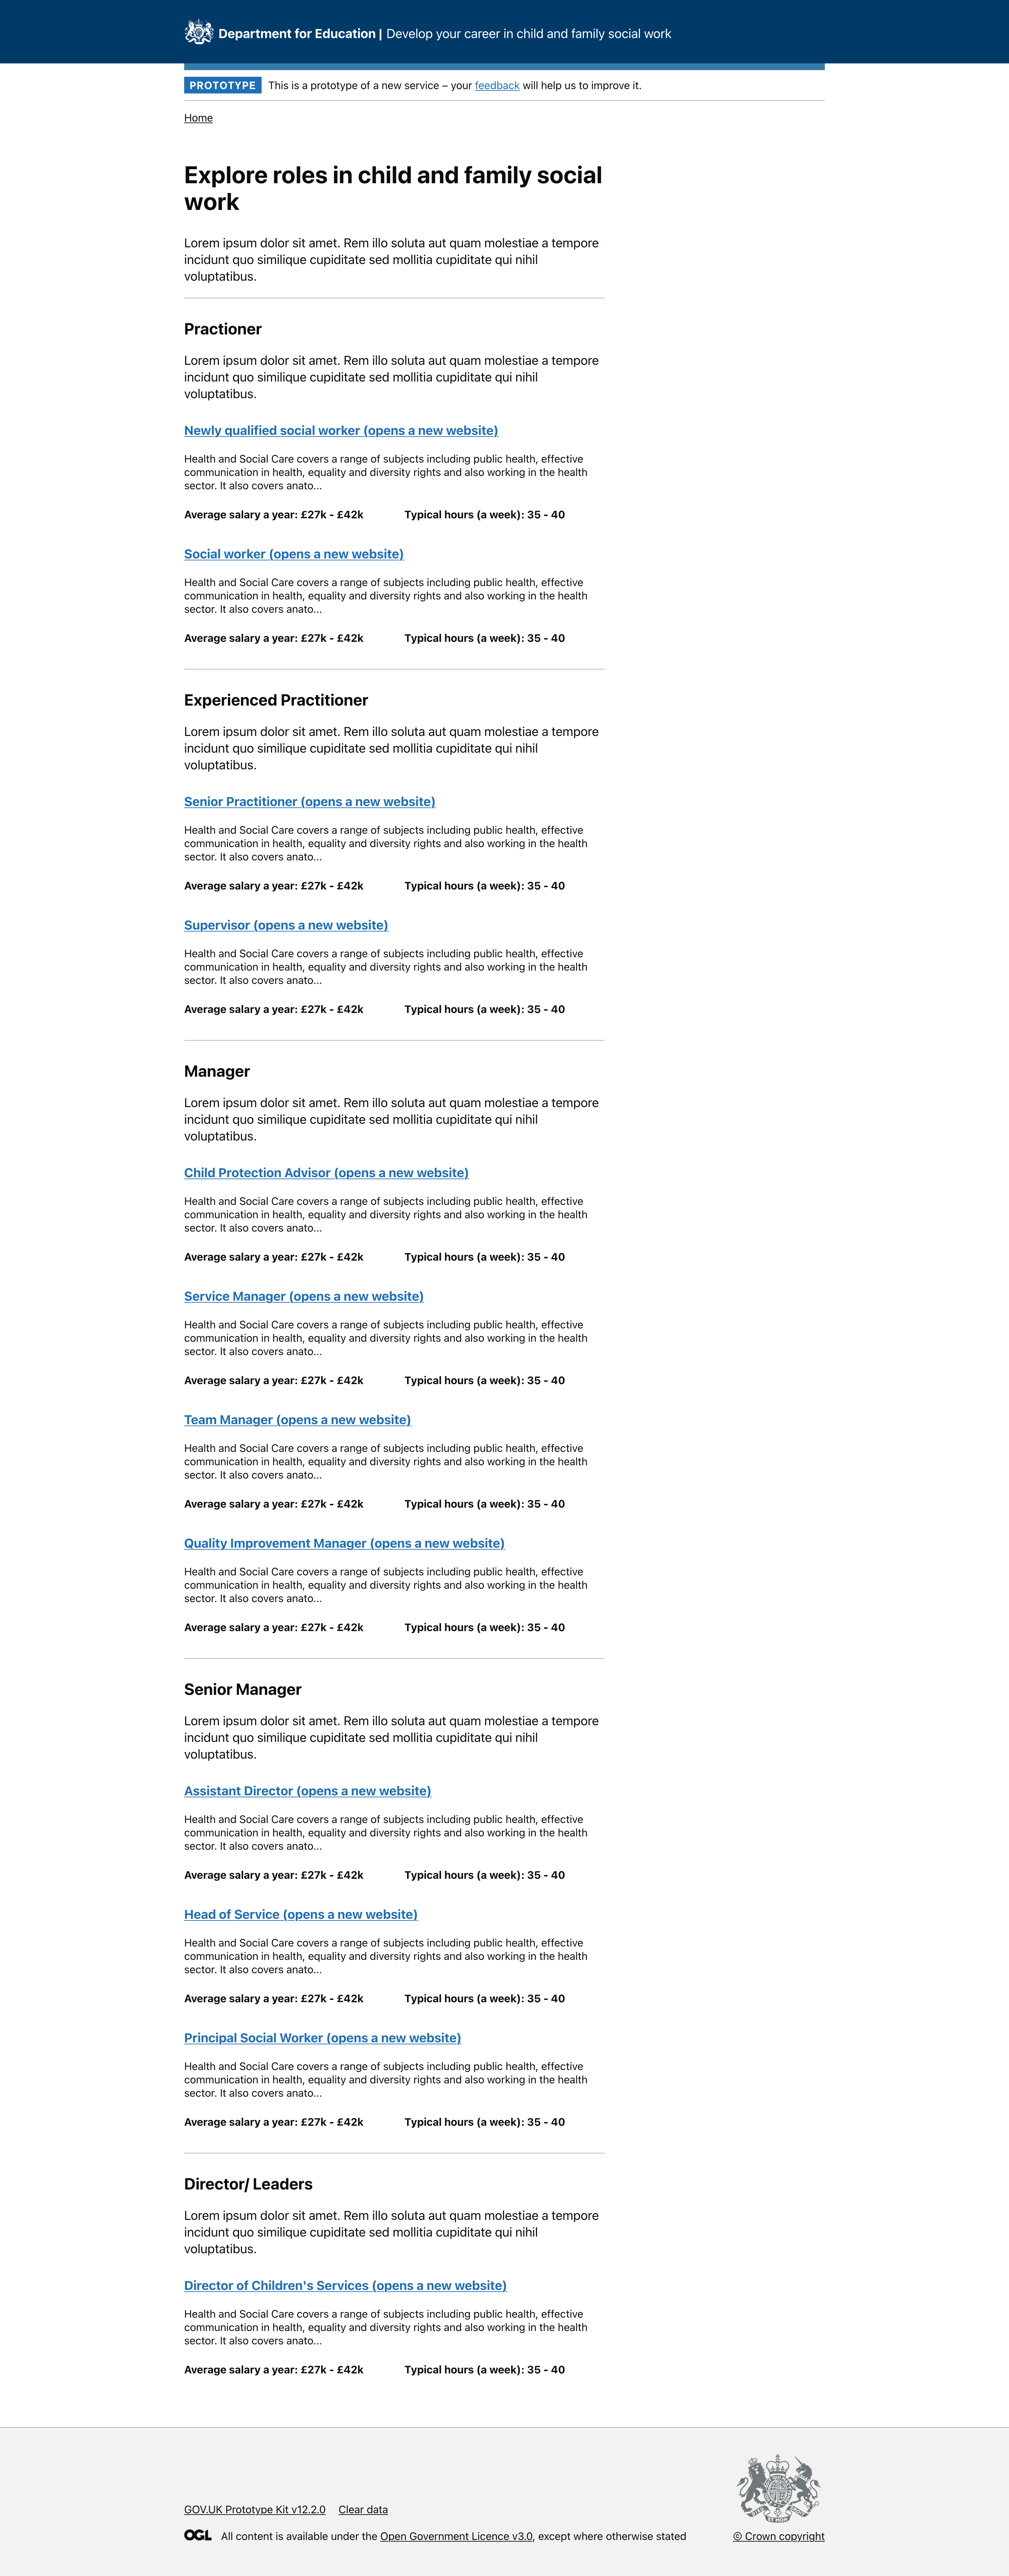 Department for Education | Develop your career in child and family social work
PROTOTYPE This is a prototype of a new service – your feedback will help us to improve it.
Home
Explore roles in child and family social
work
Lorem ipsum dolor sit amet. Rem illo soluta aut quam molestiae a tempore
incidunt quo similique cupiditate sed mollitia cupiditate qui nihil
voluptatibus.
Practioner
Lorem ipsum dolor sit amet. Rem illo soluta aut quam molestiae a tempore
incidunt quo similique cupiditate sed mollitia cupiditate qui nihil
voluptatibus.
Newly qualified social worker (opens a new website)
Health and Social Care covers a range of subjects including public health, effective
communication in health, equality and diversity rights and also working in the health
sector. It also covers anato...
Average salary a year: £27k - £42k Typical hours (a week): 35 - 40
Social worker (opens a new website)
Health and Social Care covers a range of subjects including public health, effective
communication in health, equality and diversity rights and also working in the health
sector. It also covers anato...
Average salary a year: £27k - £42k Typical hours (a week): 35 - 40
Experienced Practitioner
Lorem ipsum dolor sit amet. Rem illo soluta aut quam molestiae a tempore
incidunt quo similique cupiditate sed mollitia cupiditate qui nihil
voluptatibus.
Senior Practitioner (opens a new website)
Health and Social Care covers a range of subjects including public health, effective
communication in health, equality and diversity rights and also working in the health
sector. It also covers anato...
Average salary a year: £27k - £42k Typical hours (a week): 35 - 40
Supervisor (opens a new website)
Health and Social Care covers a range of subjects including public health, effective
communication in health, equality and diversity rights and also working in the health
sector. It also covers anato...
Average salary a year: £27k - £42k Typical hours (a week): 35 - 40
Manager
Lorem ipsum dolor sit amet. Rem illo soluta aut quam molestiae a tempore
incidunt quo similique cupiditate sed mollitia cupiditate qui nihil
voluptatibus.
Child Protection Advisor (opens a new website)
Health and Social Care covers a range of subjects including public health, effective
communication in health, equality and diversity rights and also working in the health
sector. It also covers anato...
Average salary a year: £27k - £42k Typical hours (a week): 35 - 40
Service Manager (opens a new website)
Health and Social Care covers a range of subjects including public health, effective
communication in health, equality and diversity rights and also working in the health
sector. It also covers anato...
Average salary a year: £27k - £42k Typical hours (a week): 35 - 40
Team Manager (opens a new website)
Health and Social Care covers a range of subjects including public health, effective
communication in health, equality and diversity rights and also working in the health
sector. It also covers anato...
Average salary a year: £27k - £42k Typical hours (a week): 35 - 40
Quality Improvement Manager (opens a new website)
Health and Social Care covers a range of subjects including public health, effective
communication in health, equality and diversity rights and also working in the health
sector. It also covers anato...
Average salary a year: £27k - £42k Typical hours (a week): 35 - 40
Senior Manager
Lorem ipsum dolor sit amet. Rem illo soluta aut quam molestiae a tempore
incidunt quo similique cupiditate sed mollitia cupiditate qui nihil
voluptatibus.
Assistant Director (opens a new website)
Health and Social Care covers a range of subjects including public health, effective
communication in health, equality and diversity rights and also working in the health
sector. It also covers anato...
Average salary a year: £27k - £42k Typical hours (a week): 35 - 40
Head of Service (opens a new website)
Health and Social Care covers a range of subjects including public health, effective
communication in health, equality and diversity rights and also working in the health
sector. It also covers anato...
Average salary a year: £27k - £42k Typical hours (a week): 35 - 40
Principal Social Worker (opens a new website)
Health and Social Care covers a range of subjects including public health, effective
communication in health, equality and diversity rights and also working in the health
sector. It also covers anato...
Average salary a year: £27k - £42k Typical hours (a week): 35 - 40
Director/ Leaders
Lorem ipsum dolor sit amet. Rem illo soluta aut quam molestiae a tempore
incidunt quo similique cupiditate sed mollitia cupiditate qui nihil
voluptatibus.
Director of Children's Services (opens a new website)
Health and Social Care covers a range of subjects including public health, effective
communication in health, equality and diversity rights and also working in the health
sector. It also covers anato...
Average salary a year: £27k - £42k Typical hours (a week): 35 - 40
GOV.UK Prototype Kit v12.2.0 Clear data
OGL All content is available under the Open Government Licence v3.0, except where otherwise stated
© Crown copyright